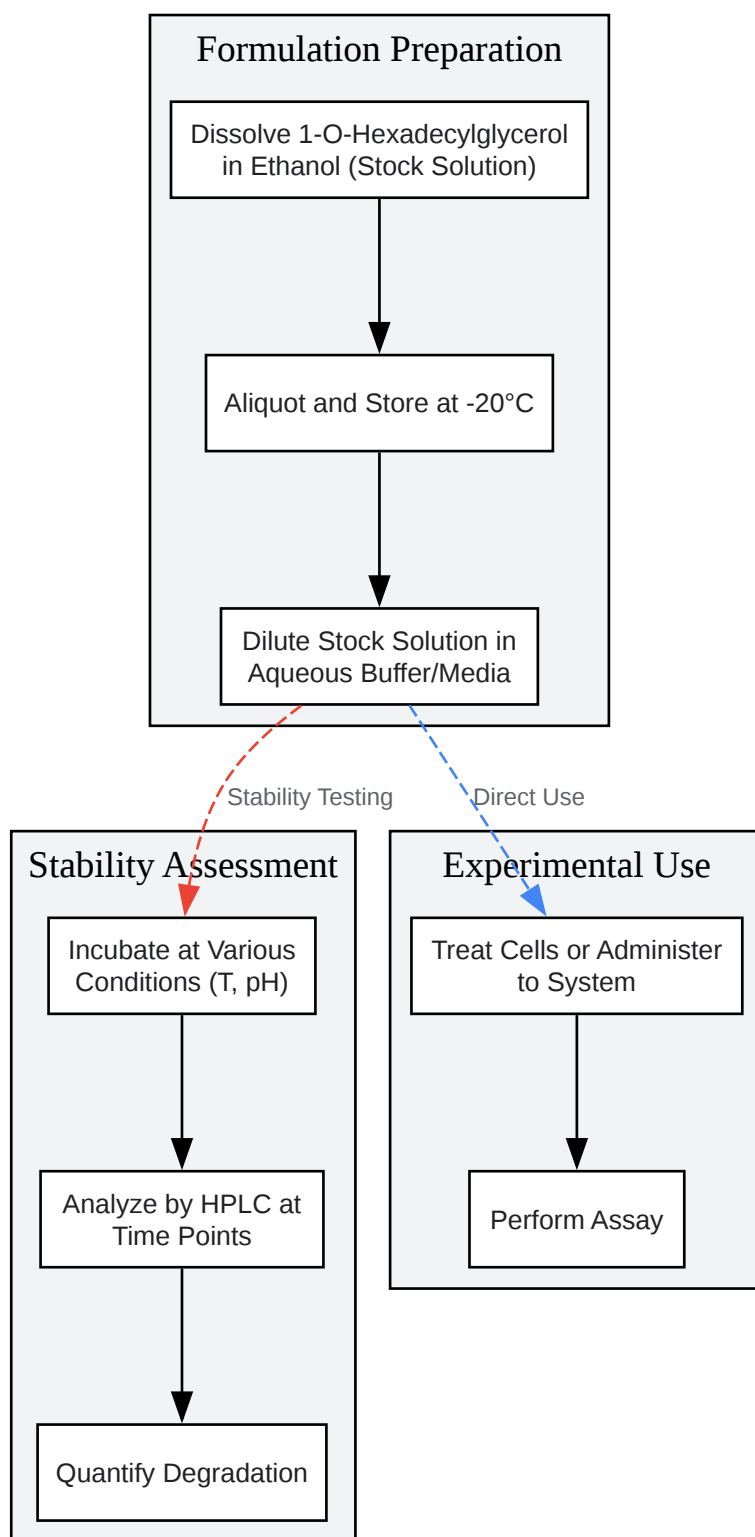 Formulation Preparation
Dissolve 1-O-Hexadecylglycerol
in Ethanol (Stock Solution)
Aliquot and Store at -20°C
Dilute Stock Solution in
Aqueous Buffer/Media
Stability Testing
Direct Use
Stability Assessment
Incubate at Various
Conditions (T, pH)
Analyze by HPLC at
Time Points
Quantify Degradation
Experimental Use
Treat Cells or Administer
to System
Perform Assay